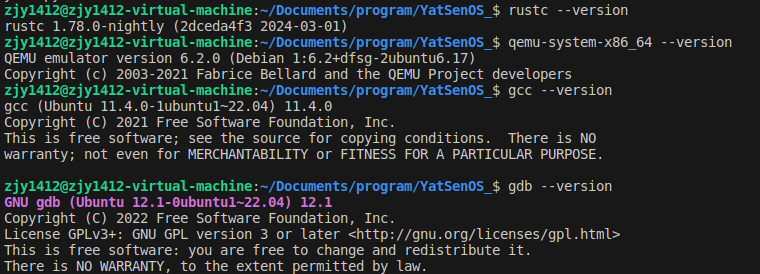 zjy1412@zjy1412-virtual-machine:~/Documents/program/YatSenOS_$ rustc --version
rustc 1.78.0-nightly (2dceda4f3 2024-03-01)
zjy1412@zjy1412-virtual-machine:~/Documents/program/YatSenOS_$ qemu-system-x86_64 --version
QEMU emulator version 6.2.0 (Debian 1:6.2+dfsg-2ubuntu6.17)
Copyright (c) 2003-2021 Fabrice Bellard and the QEMU Project developers
zjy1412@zjy1412-virtual-machine:~/Documents/program/YatSenOS_$ gcc --version
gcc (Ubuntu 11.4.0-1ubuntu1~22.04) 11.4.0
Copyright (C) 2021 Free Software Foundation, Inc.
This is free software; see the source for copying conditions.  There is NO
warranty; not even for MERCHANTABILITY or FITNESS FOR A PARTICULAR PURPOSE.

zjy1412@zjy1412-virtual-machine:~/Documents/program/YatSenOS_$ gdb --version
GNU gdb (Ubuntu 12.1-0ubuntu1~22.04) 12.1
Copyright (C) 2022 Free Software Foundation, Inc.
License GPLv3+: GNU GPL version 3 or later <http://gnu.org/licenses/gpl.html>
This is free software: you are free to change and redistribute it.
There is NO WARRANTY, to the extent permitted by law.